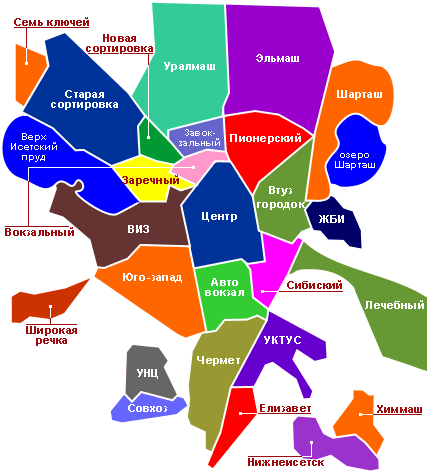 Семь ключей
Новая
сортировка
Уралмаш
Эльмаш
Старая
сортировка
Шарташ
Завок-
зальный
Пионерский
Верх
Исетский
пруд
озеро
Шарташ
Заречный
Втуз
городок
Вокзальный
ВИЗ
Центр
ЖБИ
Юго-запад
Авто
вокзал
Сибиский
Лечебный
Широкая
речка
УКТУС
Чермет
УНЦ
Совхоз
Елизавет
Химмаш
Нижнеисетск